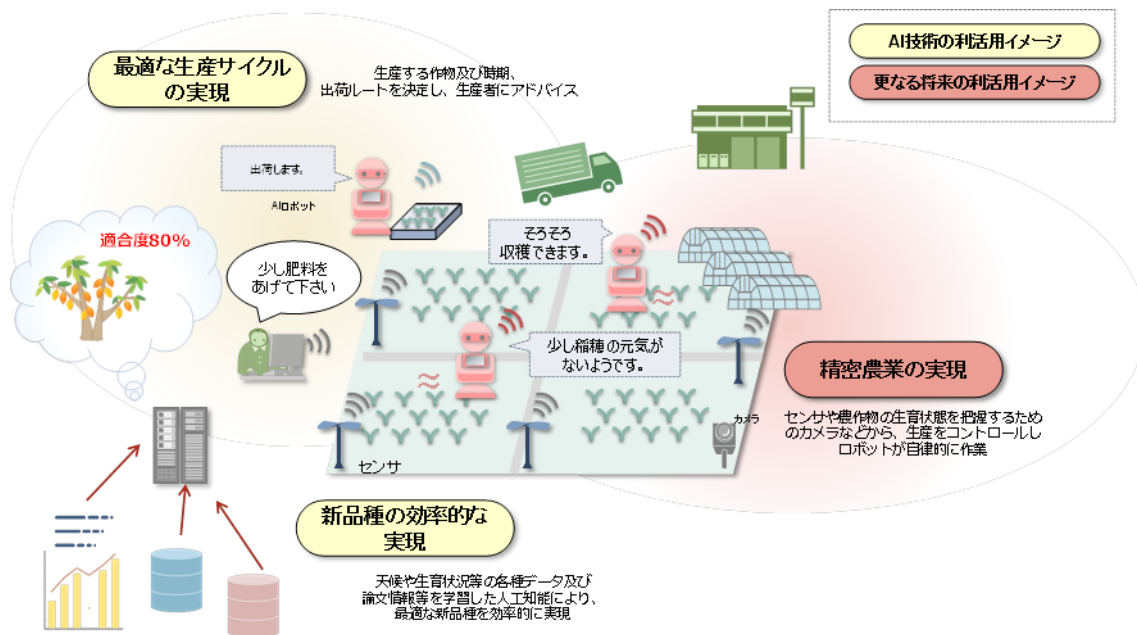 AI技術の利活用イメージ
更なる将来の利活用イメージ
最適な生産サイクル
の実現
生産する作物及び時期、
出荷ルートを決定し、生産者にアドバイス
出荷します。
AIロボット
適合度80%
少し肥料を
あげて下さい
そろそろ
収穫できます。
少し稲穂の元気が
ないようです。
精密農業の実現
センサや農作物の生育状態を把握するため
のカメラなどから、生産をコントロールし
ロボットが自律的に作業
カメラ
センサ
新品種の効率的な
実現
天候や生育状況等の各種データ及び
論文情報等を学習した人工知能により、
最適な新品種を効率的に実現